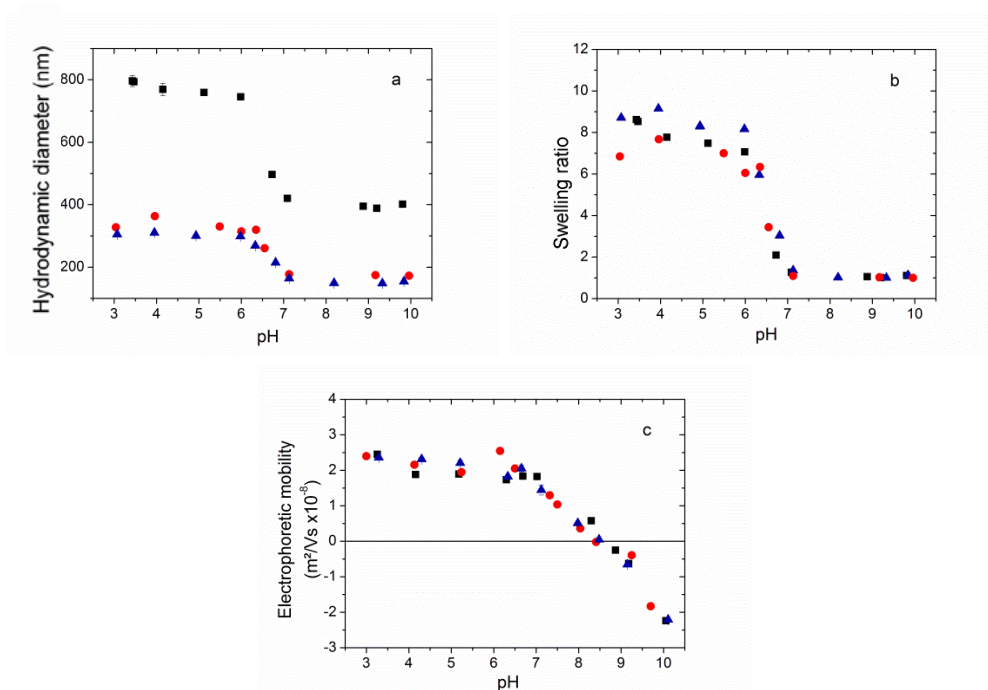 a
Hydrodynamic diameter (nm)
800
600
400
200
3 4 5 6 7 8 9 10
pH
b
Swelling ratio
12
10
8
6
4
2
0
3 4 5 6 7 8 9 10
pH
c
Electrophoretic mobility
(m²/Vs x10⁻⁸)
4
3
2
1
0
-1
-2
-3
3 4 5 6 7 8 9 10
pH